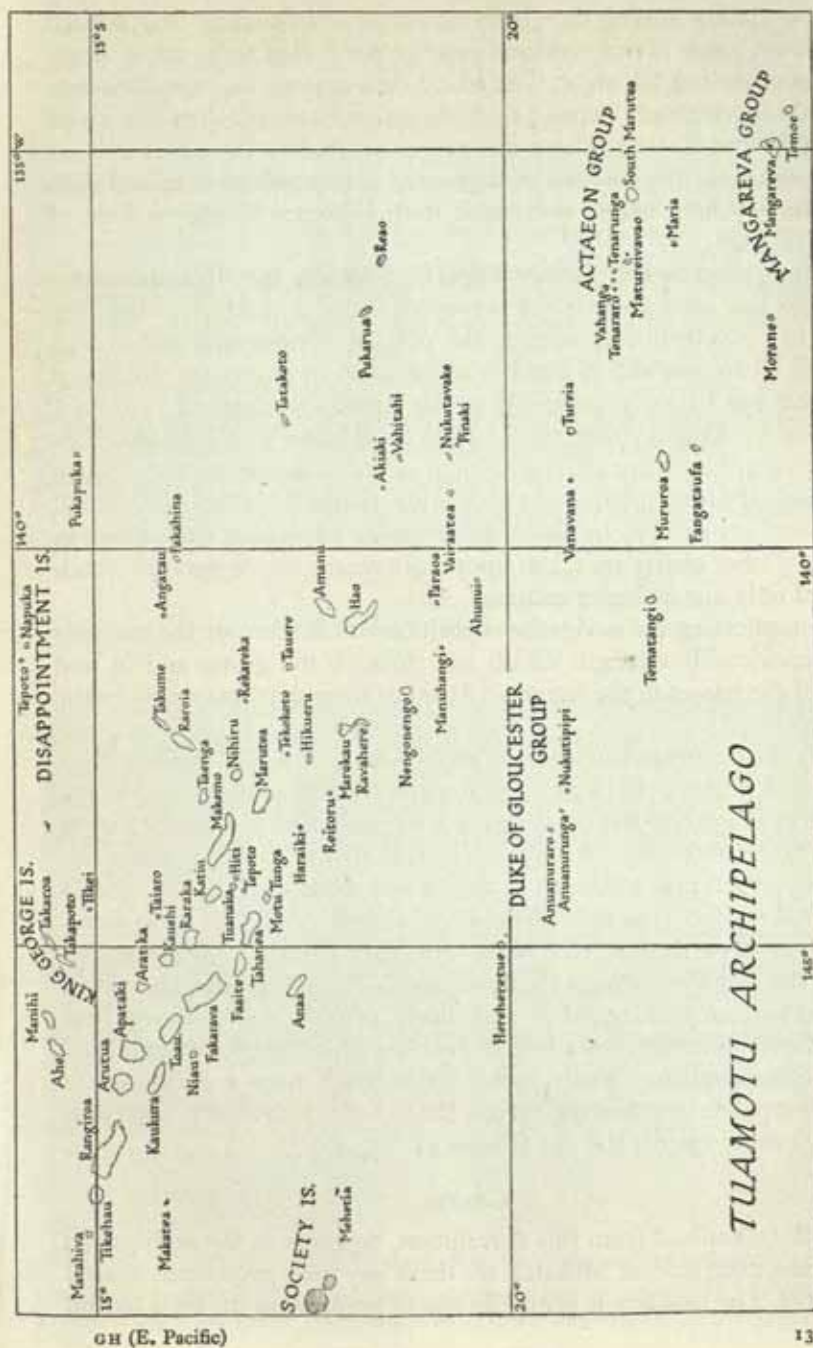 15° S
20°
135° W
140°
145°
15°
20°
140°
145°
Tepoto
Napuka
DISAPPOINTMENT IS.
Pukapuka
KING GEORGE IS.
Takaroa
Takapoto
Tikei
Manihi
Ahe
Rangiroa
Arutua
Apataki
Matahiva
Tikehau
Kaukura
Makatea
Aratika
Taiaro
Kauehi
Raraka
Katiu
Makemo
Taenga
Nihiru
Takume
Raroia
Angatau
Fakahina
Rekareka
Tauere
Tekokoto
Hikueru
Marutea
Toau
Niau
Fakarava
Faaite
Tahanea
Tuanaka
Hiti
Tepoto
Motu Tunga
Haraiki
Reitoru
Marokau
Ravahere
Anaa
Amanu
Hao
Tatakoto
Pukarua
Reao
Akiaki
Vahitahi
Nukutavake
Pinaki
Vairaatea
Paraoa
Manuhangi
Ahunui
Nengonengo
SOCIETY IS.
Mehetia
Hereheretue
DUKE OF GLOUCESTER
GROUP
Anuanuraro
Anuanurunga
Nukutipipi
Vanavana
Tureia
ACTAEON GROUP
Vahanga
Tenararo
Tenarunga
Matureivavao
South Marutea
Maria
Mururoa
Fangataufa
Tematangi
Morane
MANGAREVA GROUP
Mangareva
Temoe
TUAMOTU ARCHIPELAGO
GH (E. Pacific)
13